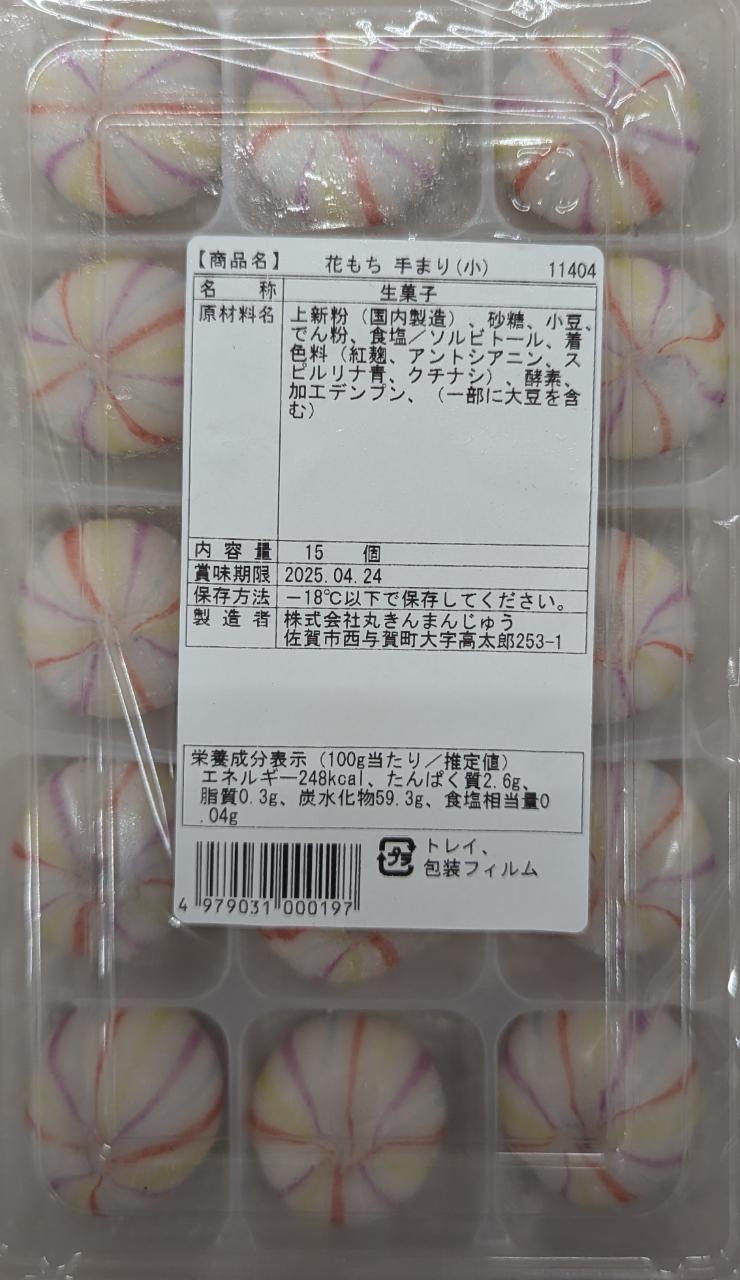 【商品名】 花もち 手まり(小) 11404
名 称 生菓子
原材料名 上新粉(国内製造)、砂糖、小豆、
でん粉、食塩/ソルビトール、着
色料(紅麹、アントシアニン、ス
ピルリナ青、クチナシ)、酵素、
加工デンプン、(一部に大豆を含
む)
内容量 15 個
賞味期限 2025.04.24
保存方法 -18℃以下で保存してください。
製造者 株式会社丸きんまんじゅう
佐賀市西与賀町大字高太郎253-1
栄養成分表示(100g当たり/推定値)
エネルギー248kcal、たんぱく質2.6g、
脂質0.3g、炭水化物59.3g、食塩相当量0
.04g
プラ トレイ、
包装フィルム
4 979031 000197